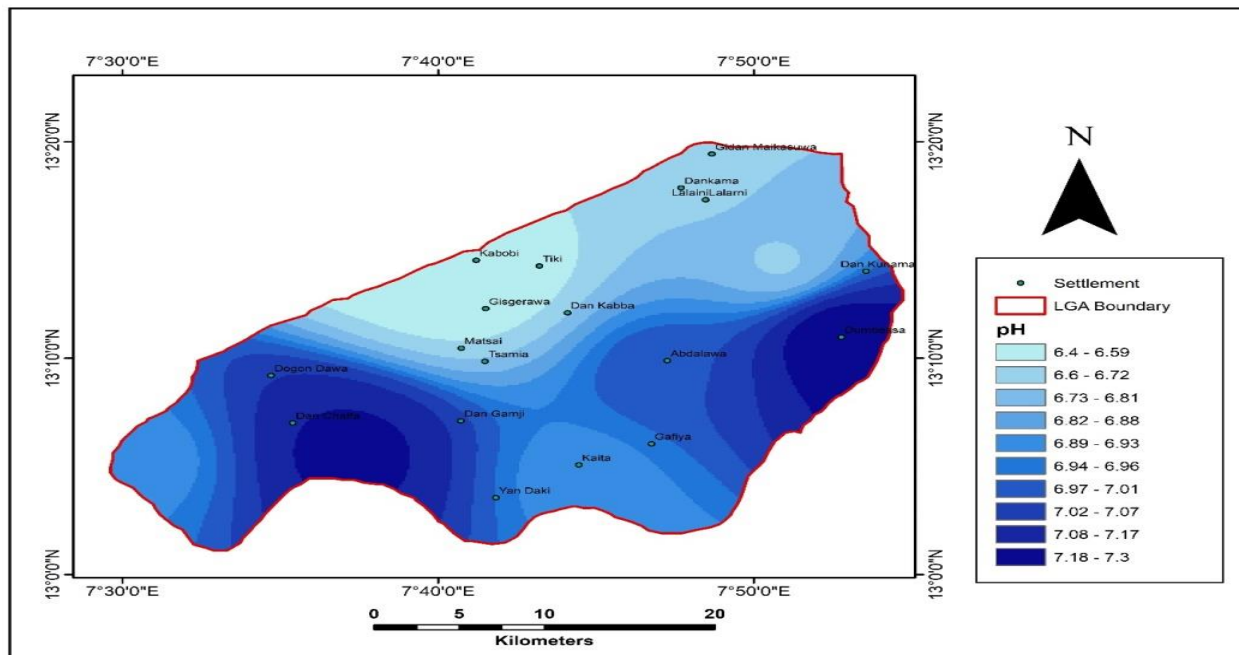 7°30'0"E
7°40'0"E
7°50'0"E
N
13°20'0"N
13°20'0"N
Gidan Maikasuwa
Dankama
LalainiLalarni
Kabobi
Tiki
Dan Kunama
Gisgerawa
Dan Kabba
Matsai
Tsamia
Abdalawa
13°10'0"N
13°10'0"N
Dogon Dawa
Dan Gamji
Gafiya
Kaita
Yan Daki
13°0'0"N
13°0'0"N
7°30'0"E
7°40'0"E
7°50'0"E
0 5 10 20
Kilometers
Settlement
LGA Boundary
pH
6.4 - 6.59
6.6 - 6.72
6.73 - 6.81
6.82 - 6.88
6.89 - 6.93
6.94 - 6.96
6.97 - 7.01
7.02 - 7.07
7.08 - 7.17
7.18 - 7.3